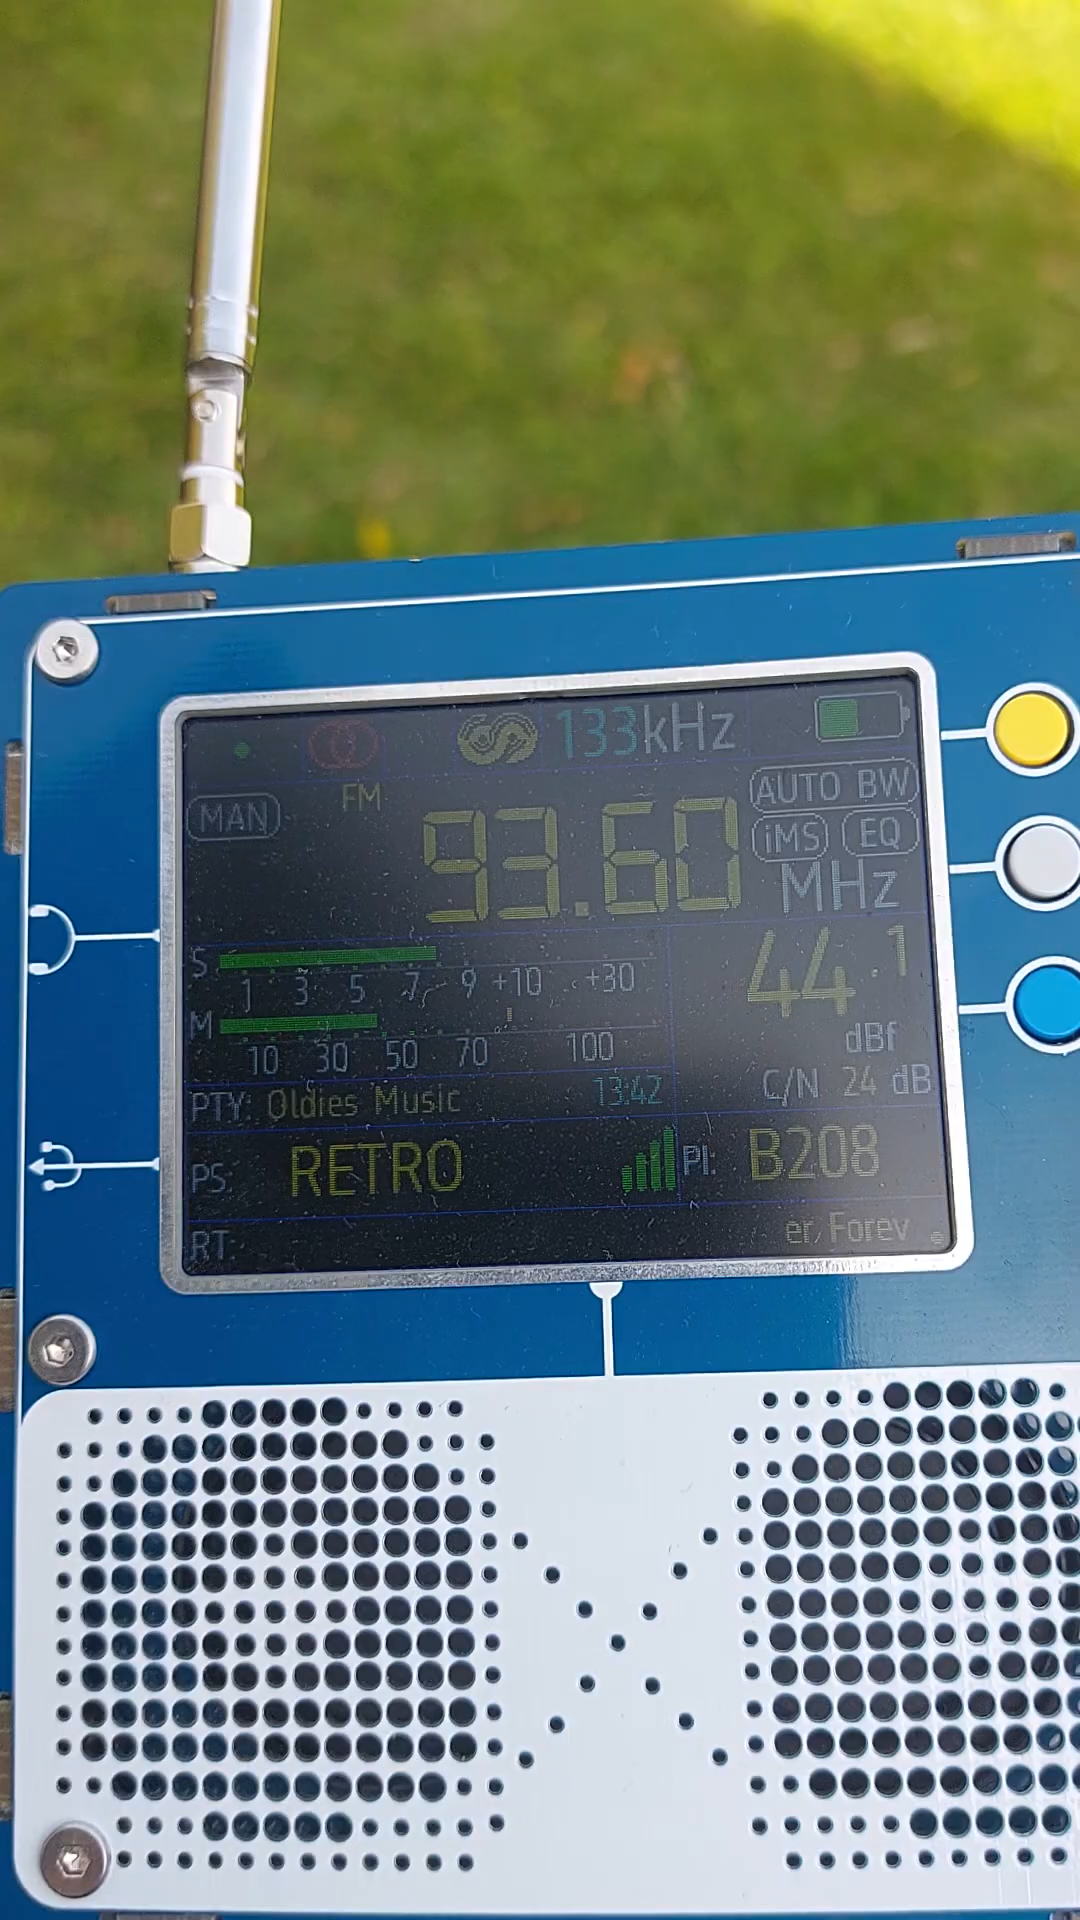 133kHz
MAN FM 93.60 MHz
AUTO BW
iMS EQ
S
1 3 5 7 9 +10 +30
M
10 30 50 70 100
44.1
dBf
C/N 24 dB
PTY: Oldies Music 13:42
PS: RETRO PI: B208
RT: er, Forev